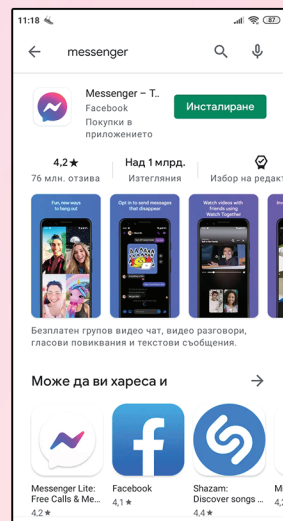 11:18
87
messenger
Messenger – T..
Facebook
Покупки в
приложението
Инсталиране
4,2★
76 млн. отзива
Над 1 млрд.
Изтегляния
Избор на редакт
Fun, new ways
to hang out
Opt in to send messages
that disappear
Watch videos with
friends using
Watch Together
Безплатен групов видео чат, видео разговори,
гласови повиквания и текстови съобщения.
Може да ви хареса и
Messenger Lite:
Free Calls & Me...
4,2★
Facebook
4,1★
Shazam:
Discover songs ...
4,4★